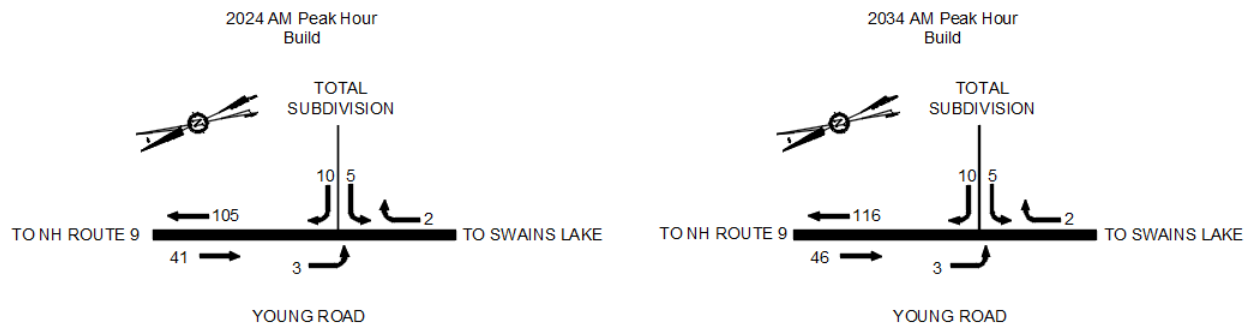 2024 AM Peak Hour
Build
TOTAL
SUBDIVISION
N
10 5
105
2
TO NH ROUTE 9
TO SWAINS LAKE
41
3
YOUNG ROAD
2034 AM Peak Hour
Build
TOTAL
SUBDIVISION
N
10 5
116
2
TO NH ROUTE 9
TO SWAINS LAKE
46
3
YOUNG ROAD